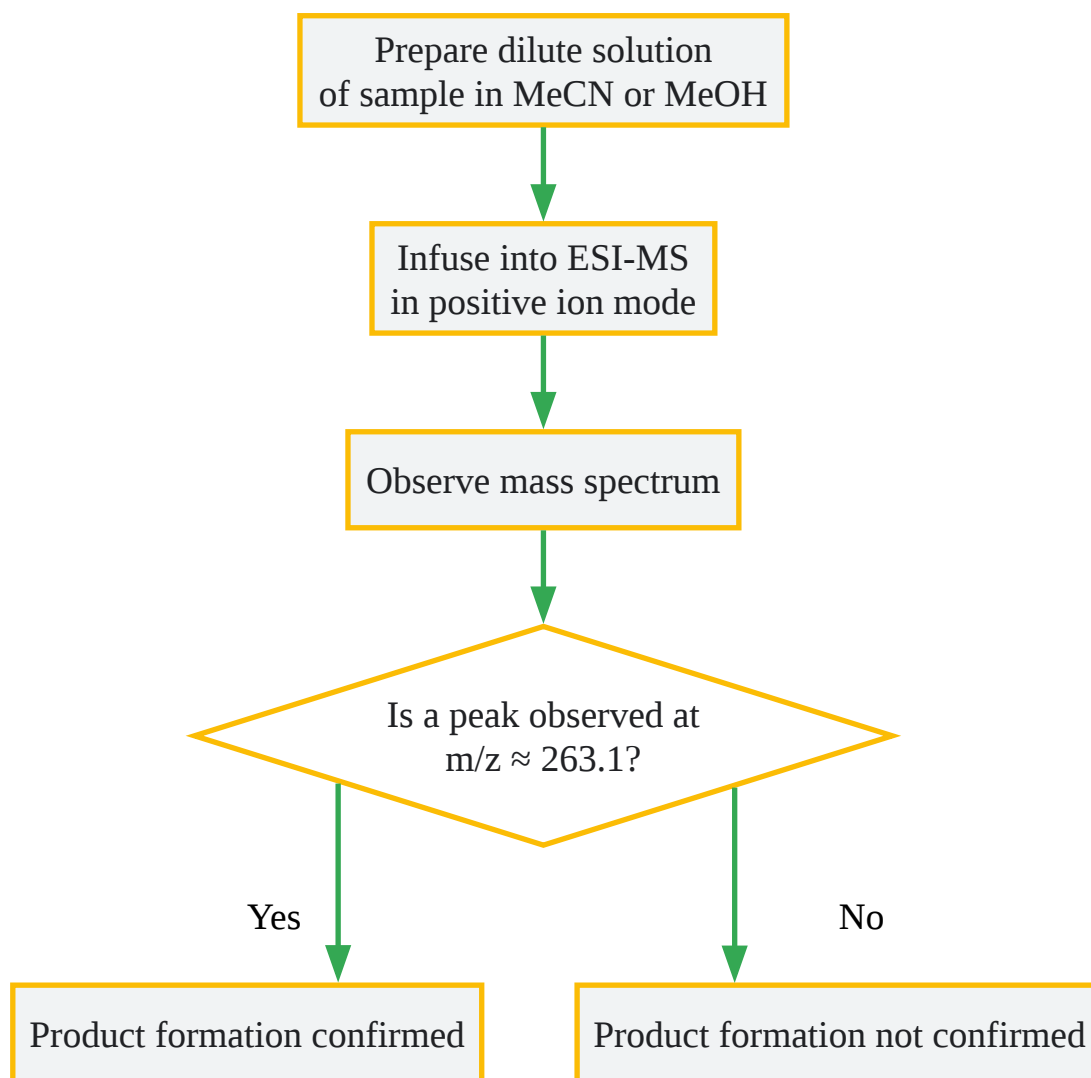 Prepare dilute solution
of sample in MeCN or MeOH
Infuse into ESI-MS
in positive ion mode
Observe mass spectrum
Is a peak observed at
m/z ≈ 263.1?
Yes
No
Product formation confirmed
Product formation not confirmed